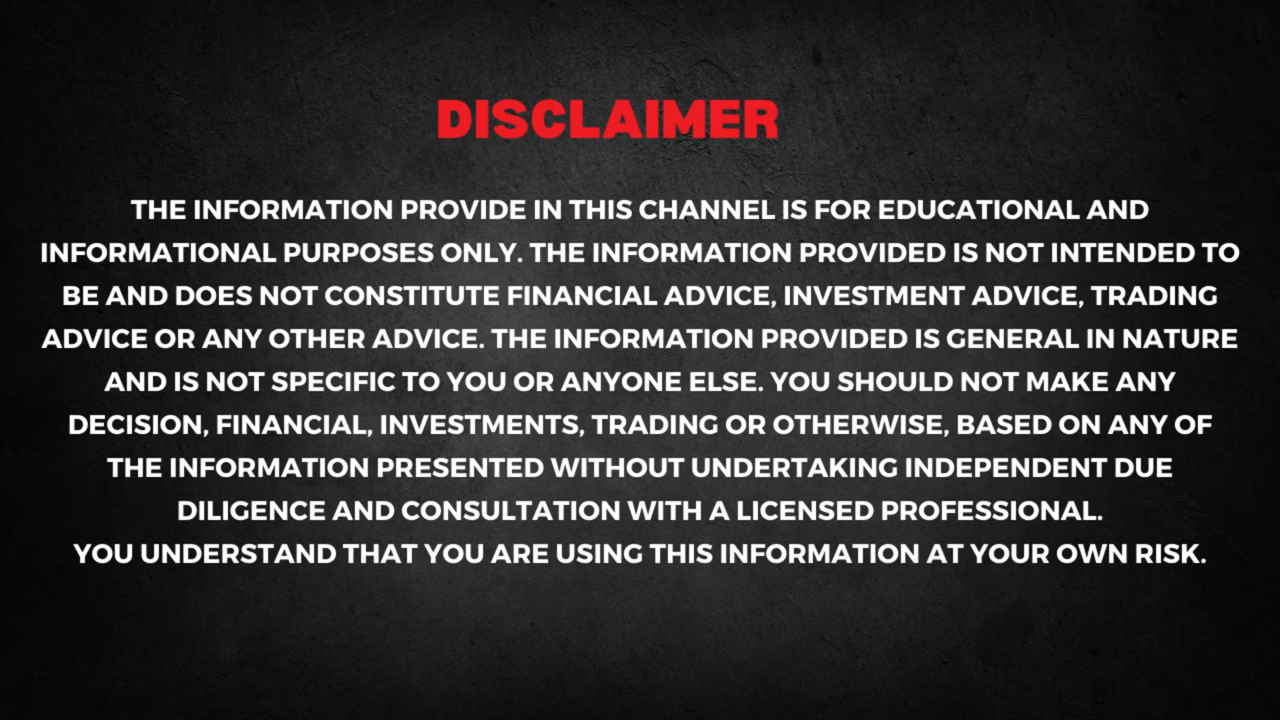 DISCLAIMER
THE INFORMATION PROVIDE IN THIS CHANNEL IS FOR EDUCATIONAL AND
INFORMATIONAL PURPOSES ONLY. THE INFORMATION PROVIDED IS NOT INTENDED TO
BE AND DOES NOT CONSTITUTE FINANCIAL ADVICE, INVESTMENT ADVICE, TRADING
ADVICE OR ANY OTHER ADVICE. THE INFORMATION PROVIDED IS GENERAL IN NATURE
AND IS NOT SPECIFIC TO YOU OR ANYONE ELSE. YOU SHOULD NOT MAKE ANY
DECISION, FINANCIAL, INVESTMENTS, TRADING OR OTHERWISE, BASED ON ANY OF
THE INFORMATION PRESENTED WITHOUT UNDERTAKING INDEPENDENT DUE
DILIGENCE AND CONSULTATION WITH A LICENSED PROFESSIONAL.
YOU UNDERSTAND THAT YOU ARE USING THIS INFORMATION AT YOUR OWN RISK.